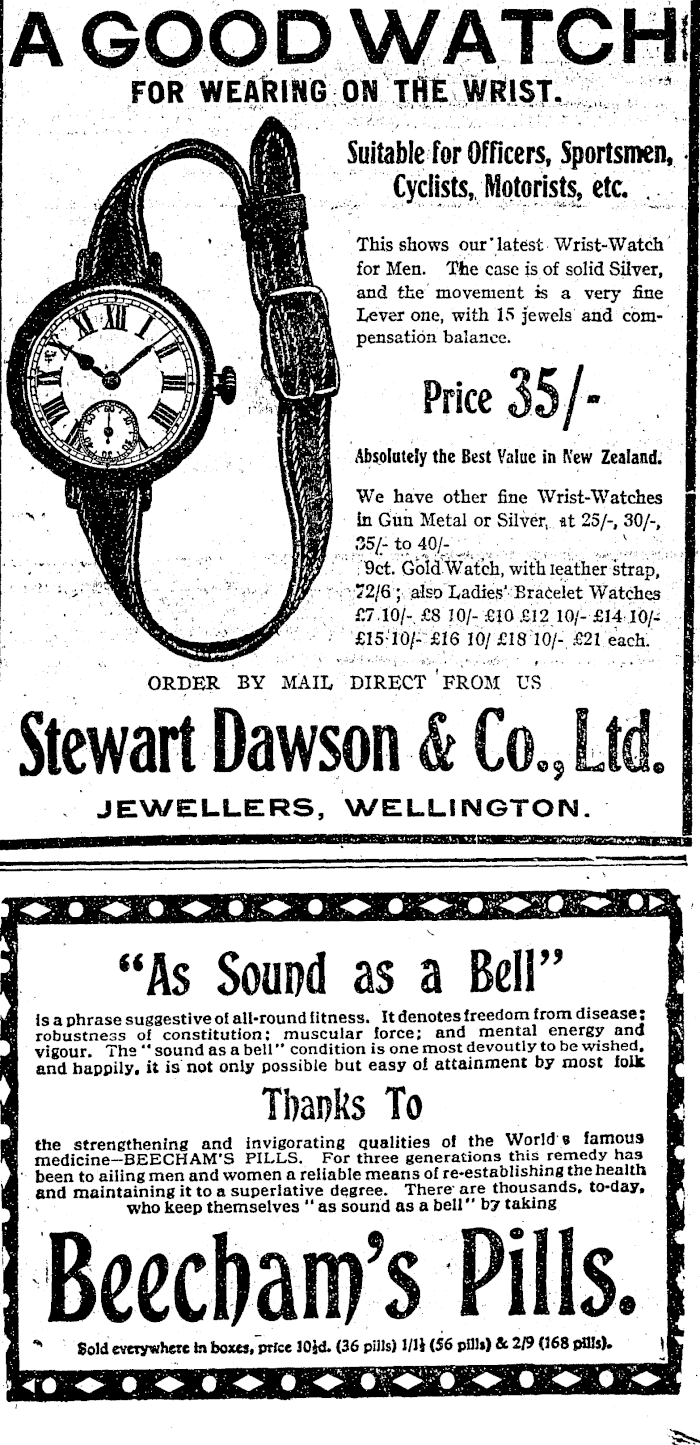 A GOOD WATCH
FOR WEARING ON THE WRIST.
Suitable for Officers, Sportsmen,
Cyclists, Motorists, etc.
This shows our latest Wrist-Watch
for Men. The case is of solid Silver,
and the movement is a very fine
Lever one, with 15 jewels and com-
pensation balance.
Price 35/-
Absolutely the Best Value in New Zealand.
We have other fine Wrist-Watches
in Gun Metal or Silver, at 25/-, 30/-,
35/- to 40/-
9ct. Gold Watch, with leather strap,
72/6 ; also Ladies' Bracelet Watches
£7 10/- £8 10/- £10 £12 10/- £14 10/-
£15 10/- £16 10/ £18 10/- £21 each.
ORDER BY MAIL DIRECT FROM US
Stewart Dawson & Co., Ltd.
JEWELLERS, WELLINGTON.
"As Sound as a Bell"
is a phrase suggestive of all-round fitness. It denotes freedom from disease;
robustness of constitution; muscular force; and mental energy and
vigour. The "sound as a bell" condition is one most devoutly to be wished,
and happily, it is not only possible but easy of attainment by most folk
Thanks To
the strengthening and invigorating qualities of the World's famous
medicine—BEECHAM'S PILLS. For three generations this remedy has
been to ailing men and women a reliable means of re-establishing the health
and maintaining it to a superlative degree. There are thousands, to-day,
who keep themselves "as sound as a bell" by taking
Beecham's Pills.
Sold everywhere in boxes, price 10½d. (36 pills) 1/1½ (56 pills) & 2/9 (168 pills).